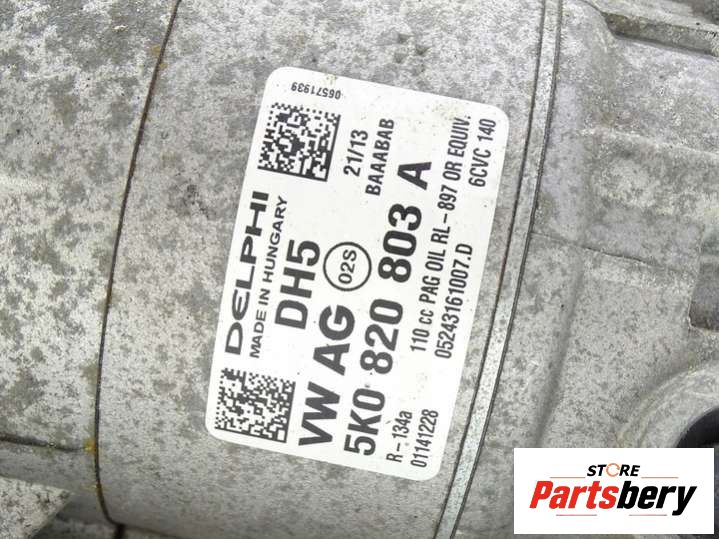 06571939
21/13
BAAABAB
DELPHI
MADE IN HUNGARY
DH5
02S
VW AG
5K0 820 803 A
110 cc PAG OIL RL-897 OR EQUIV.
R-134a
6CVC 140
01141228
05243161007.D
STORE
Partsbery